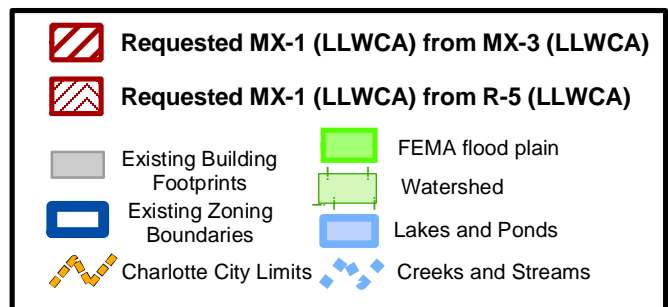 Requested MX-1 (LLWCA) from MX-3 (LLWCA)
Requested MX-1 (LLWCA) from R-5 (LLWCA)
Existing Building
Footprints
Existing Zoning
Boundaries
Charlotte City Limits
FEMA flood plain
Watershed
Lakes and Ponds
Creeks and Streams